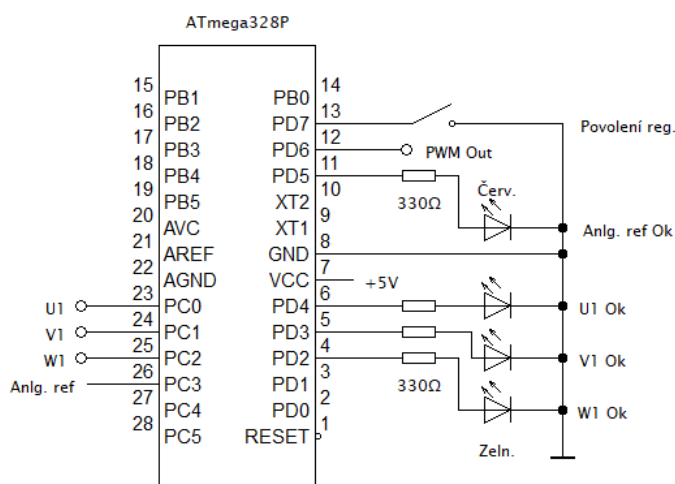 ATmega328P
15 PB1 PB0 14
16 PB2 PD7 13
17 PB3 PD6 12
18 PB4 PD5 11
19 PB5 XT2 10
20 AVC XT1 9
21 AREF GND 8
22 AGND VCC 7
23 PC0 PD4 6
24 PC1 PD3 5
25 PC2 PD2 4
26 PC3 PD1 3
27 PC4 PD0 2
28 PC5 RESET 1
U1
V1
W1
Anlg. ref
Povolení reg.
PWM Out
330Ω
Červ.
Anlg. ref Ok
+5V
U1 Ok
V1 Ok
330Ω
W1 Ok
Zeln.